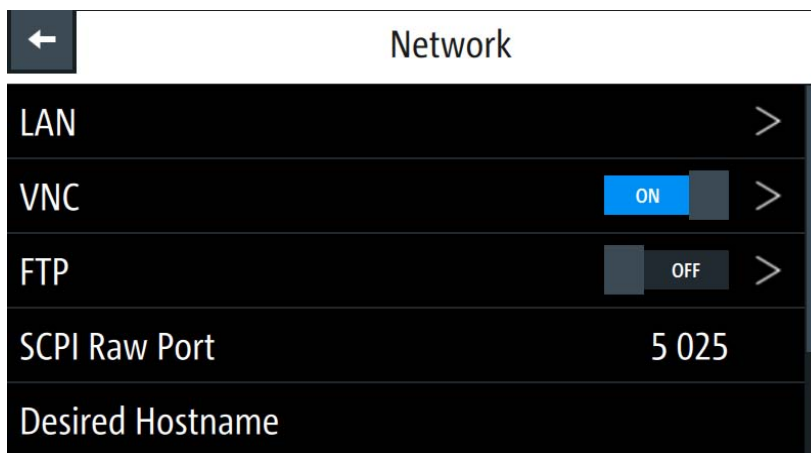 Network
LAN
VNC ON
FTP OFF
SCPI Raw Port 5 025
Desired Hostname